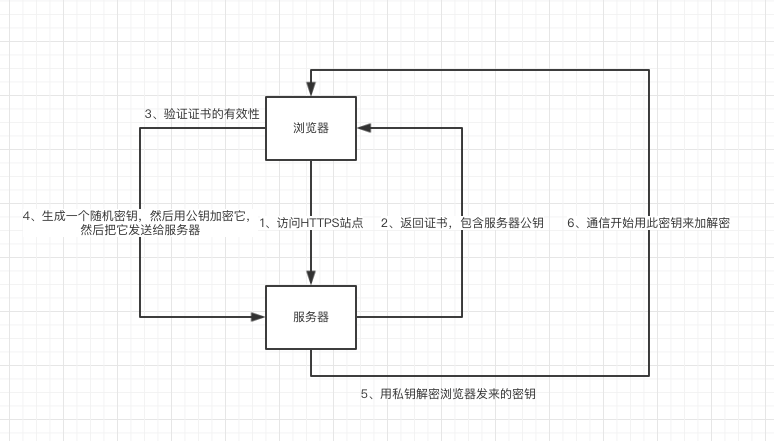 3、验证证书的有效性
浏览器
4、生成一个随机密钥，然后用公钥加密它，
然后把它发送给服务器
1、访问HTTPS站点
2、返回证书，包含服务器公钥
6、通信开始用此密钥来加解密
服务器
5、用私钥解密浏览器发来的密钥